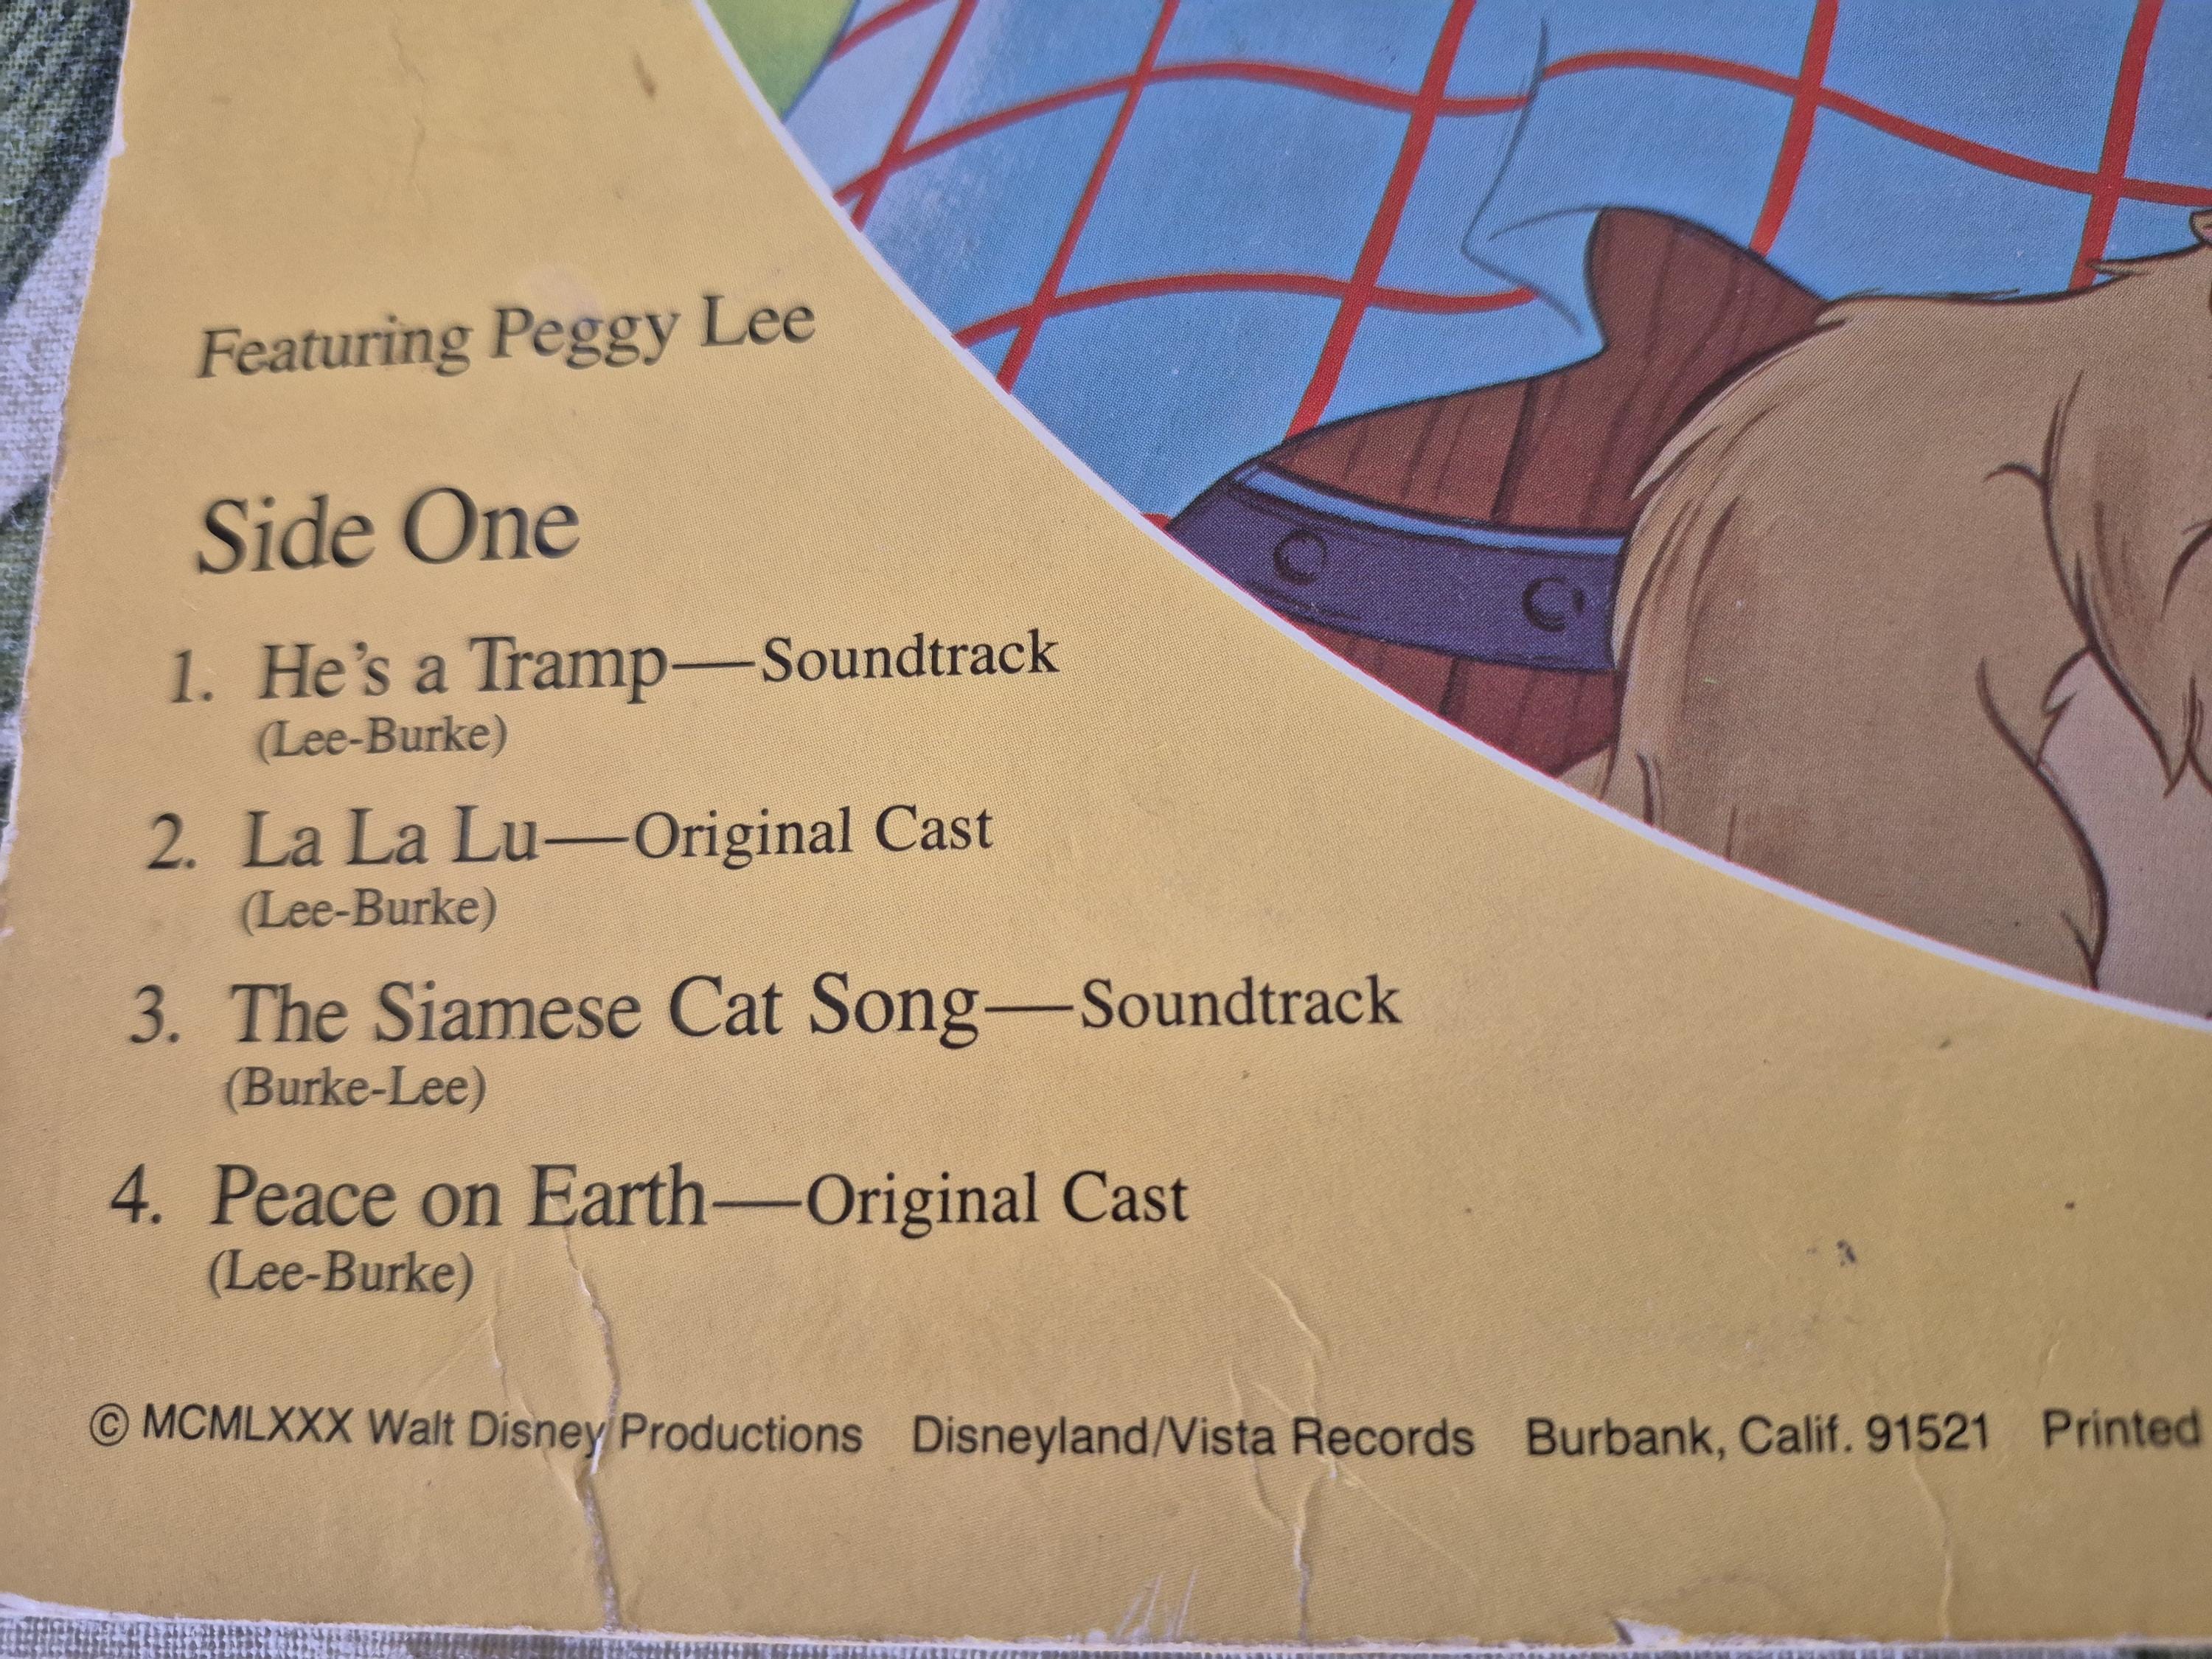 Featuring Peggy Lee
Side One
1. He's a Tramp—Soundtrack
(Lee-Burke)
2. La La Lu—Original Cast
(Lee-Burke)
3. The Siamese Cat Song—Soundtrack
(Burke-Lee)
4. Peace on Earth—Original Cast
(Lee-Burke)
© MCMLXXX Walt Disney Productions Disneyland/Vista Records Burbank, Calif. 91521 Printed